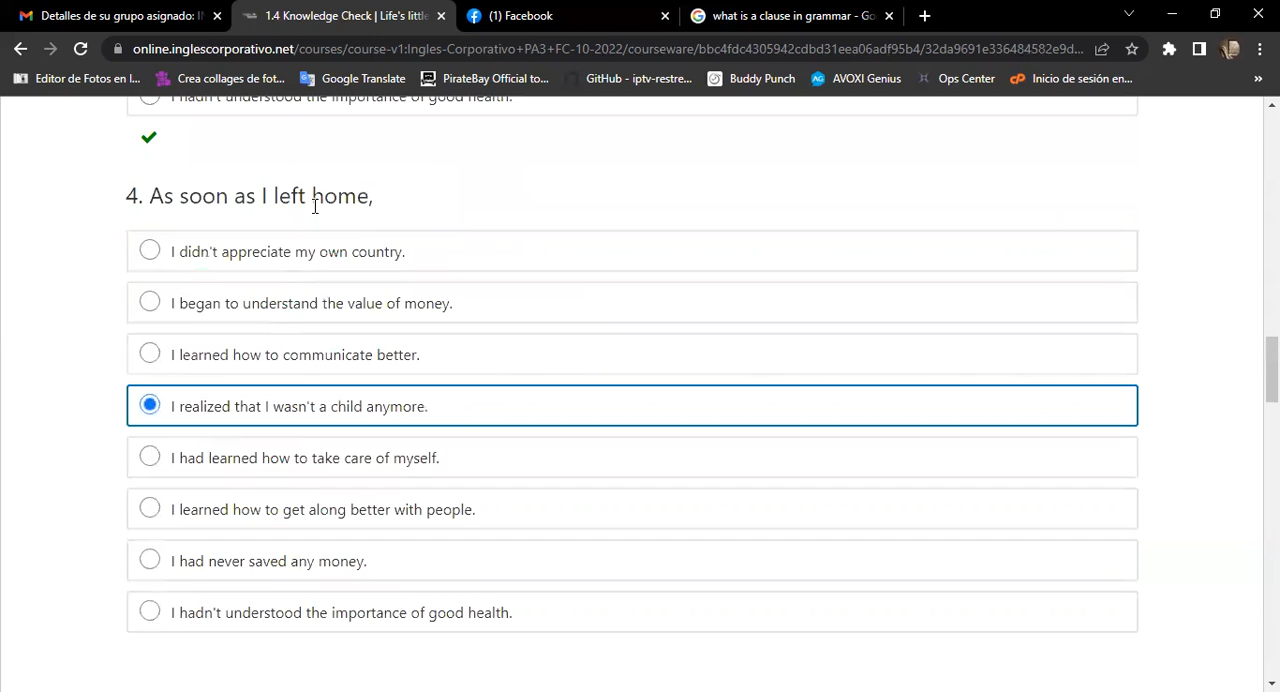 Detalles de su grupo asignado: I
1.4 Knowledge Check | Life's little
(1) Facebook
what is a clause in grammar - Go
online.inglescorporativo.net/courses/course-v1:Ingles-Corporativo+PA3+FC-10-2022/courseware/bbc4fdc4305942cdbd31eea06adf95b4/32da9691e336484582e9d...
Editor de Fotos en l...
Crea collages de fot...
Google Translate
PirateBay Official to...
GitHub - iptv-restre...
Buddy Punch
AVOXI Genius
Ops Center
Inicio de sesión en...
I hadn't understood the importance of good health.
4. As soon as I left home,
I didn't appreciate my own country.
I began to understand the value of money.
I learned how to communicate better.
I realized that I wasn't a child anymore.
I had learned how to take care of myself.
I learned how to get along better with people.
I had never saved any money.
I hadn't understood the importance of good health.